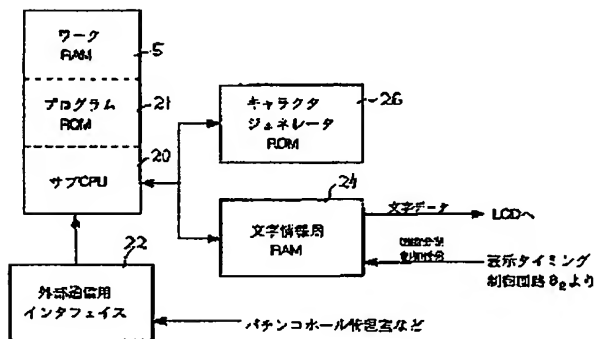 ワーク
RAM
5
プログラム
ROM
21
サブCPU
20
キャラクタ
ジェネレータ
ROM
26
文字情報用
RAM
24
文字データ
LCDへ
表示タイミング
制御回路
より
外部通信用
インタフェイス
22
パチンコホール管理室など